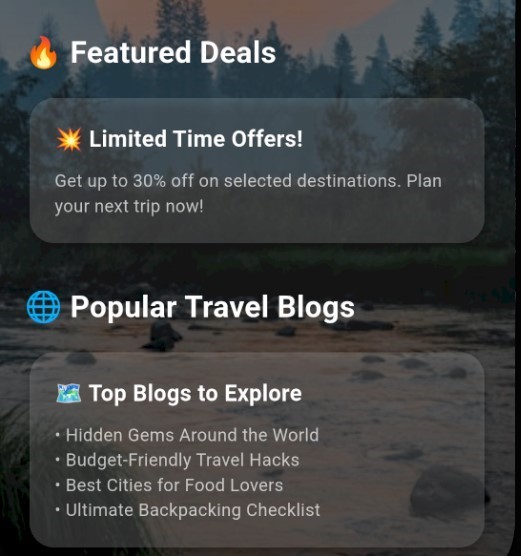 🔥 Featured Deals
💥 Limited Time Offers!
Get up to 30% off on selected destinations. Plan
your next trip now!
🌐 Popular Travel Blogs
🗺️ Top Blogs to Explore
• Hidden Gems Around the World
• Budget-Friendly Travel Hacks
• Best Cities for Food Lovers
• Ultimate Backpacking Checklist